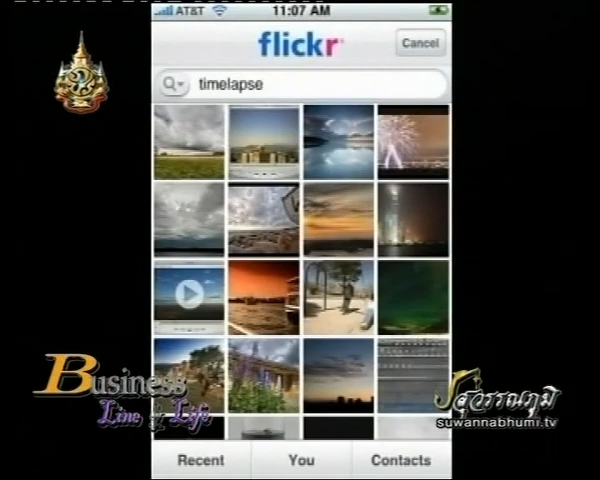 AT&T 11:07 AM
flickr
Cancel
timelapse
Business
Line of Life
สุวรรณภูมิ
suwannabhumi.tv
Recent You Contacts